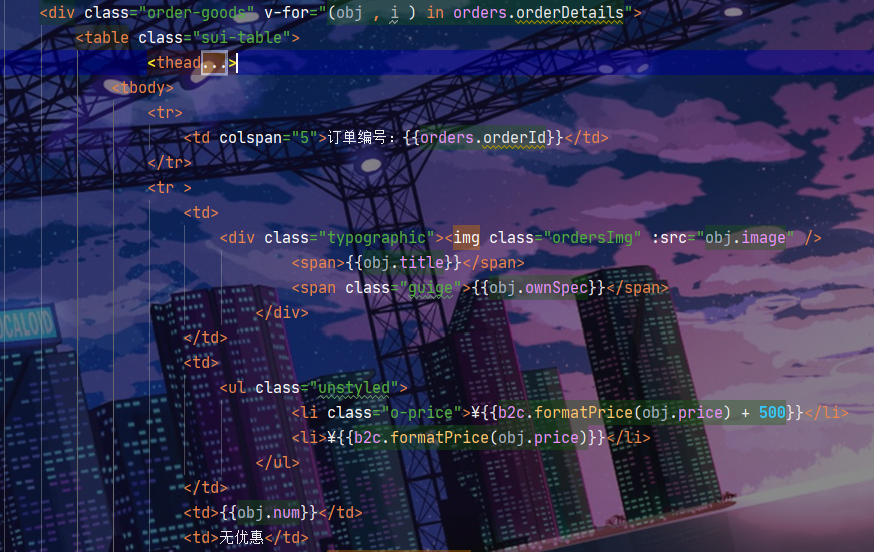 <div class="order-goods" v-for="(obj , i ) in orders.orderDetails">
<table class="sui-table">
<thead...>
<tbody>
<tr>
<td colspan="5">订单编号：{{orders.orderId}}</td>
</tr>
<tr >
<td>
<div class="typographic"><img class="ordersImg" :src="obj.image" />
<span>{{obj.title}}</span>
<span class="guige">{{obj.ownSpec}}</span>
</div>
</td>
<td>
<ul class="unstyled">
<li class="o-price">¥{{b2c.formatPrice(obj.price) + 500}}</li>
<li>¥{{b2c.formatPrice(obj.price)}}</li>
</ul>
</td>
<td>{{obj.num}}</td>
<td>无优惠</td>
OCALOID